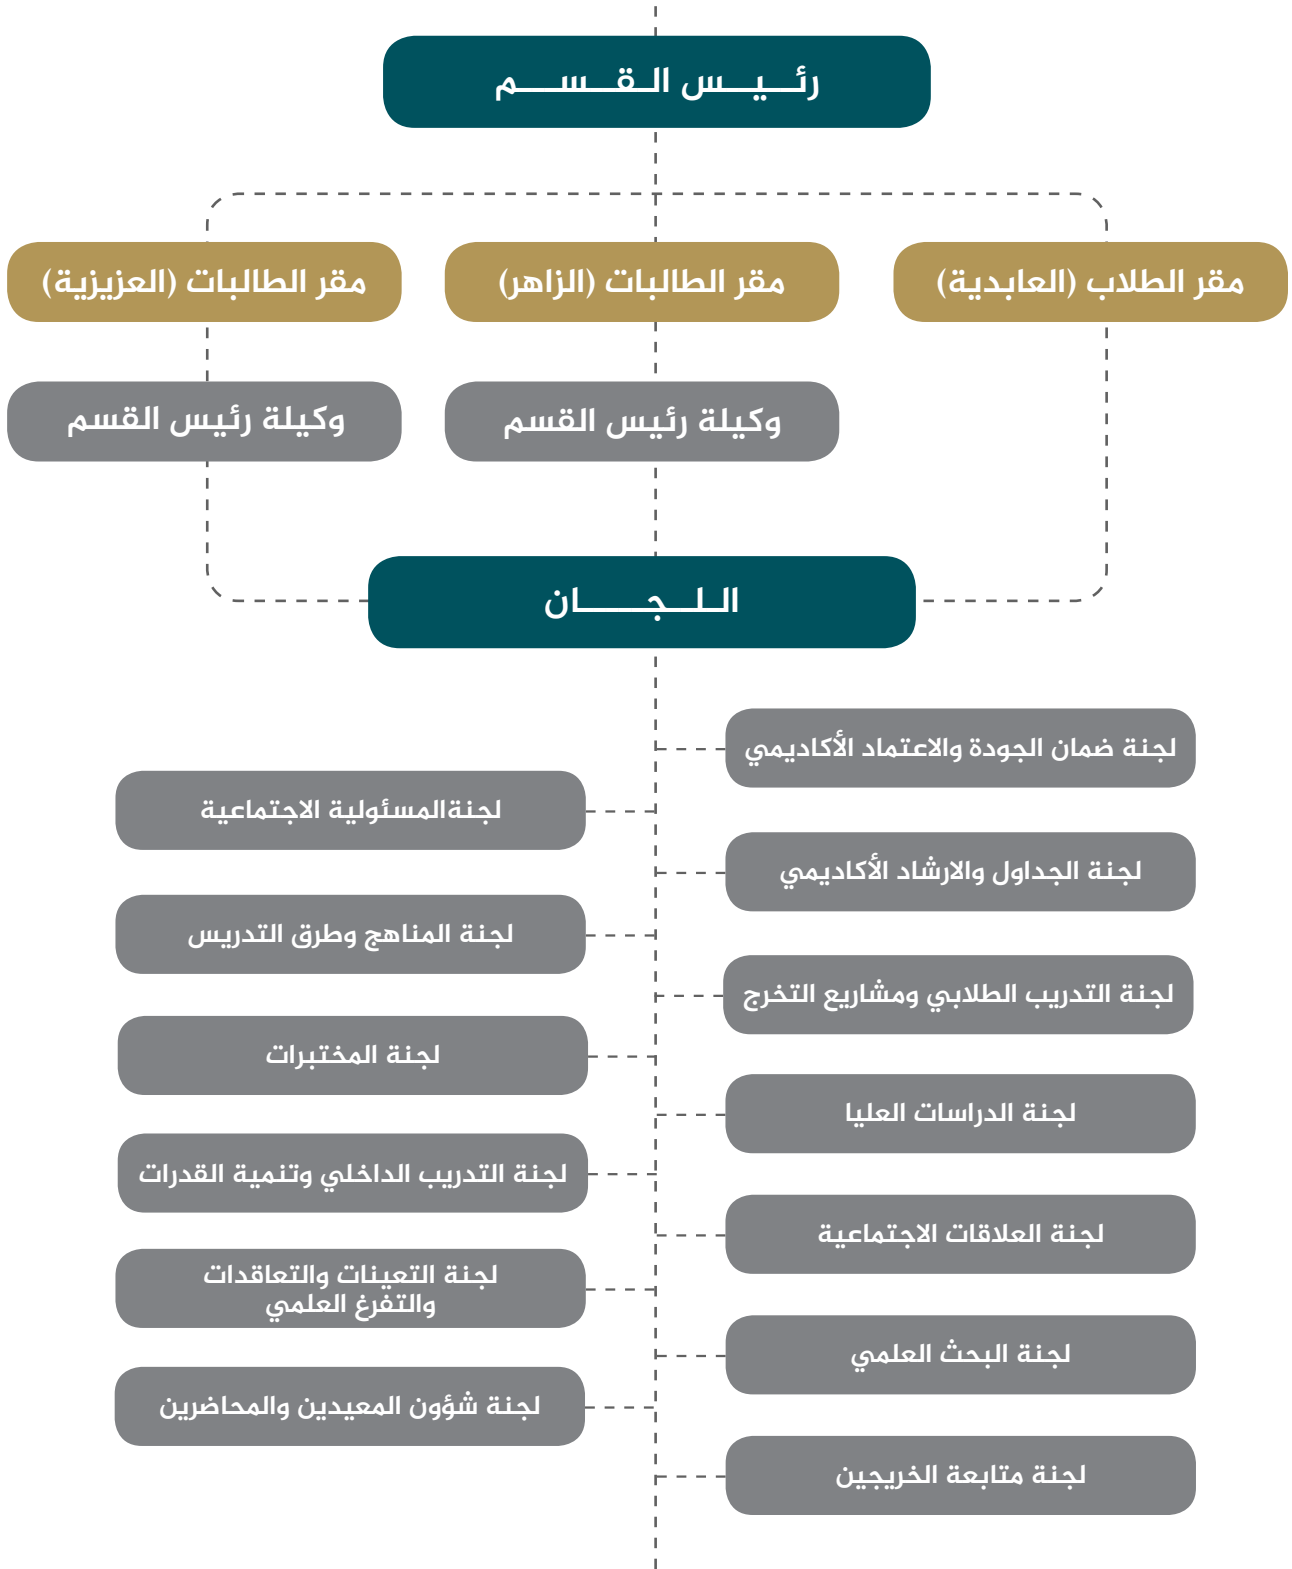 رئيس القسم
مقر الطلاب (العابدية)
مقر الطالبات (الزاهر)
مقر الطالبات (العزيزية)
وكيلة رئيس القسم
وكيلة رئيس القسم
اللجان
لجنة ضمان الجودة والاعتماد الأكاديمي
لجنةالمسئولية الاجتماعية
لجنة الجداول والارشاد الأكاديمي
لجنة المناهج وطرق التدريس
لجنة التدريب الطلابي ومشاريع التخرج
لجنة المختبرات
لجنة الدراسات العليا
لجنة التدريب الداخلي وتنمية القدرات
لجنة العلاقات الاجتماعية
لجنة التعينات والتعاقدات
والتفرغ العلمي
لجنة البحث العلمي
لجنة شؤون المعيدين والمحاضرين
لجنة متابعة الخريجين